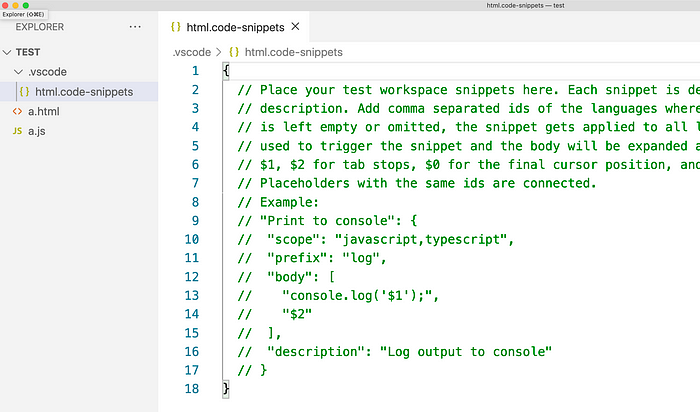 html.code-snippets — test
Explorer (⇧⌘E)
EXPLORER ···
TEST
.vscode
{} html.code-snippets
<> a.html
JS a.js
{} html.code-snippets ×
.vscode > {} html.code-snippets
1 {
2 // Place your test workspace snippets here. Each snippet is de
3 // description. Add comma separated ids of the languages where
4 // is left empty or omitted, the snippet gets applied to all l
5 // used to trigger the snippet and the body will be expanded a
6 // $1, $2 for tab stops, $0 for the final cursor position, and
7 // Placeholders with the same ids are connected.
8 // Example:
9 // "Print to console": {
10 //  "scope": "javascript,typescript",
11 //  "prefix": "log",
12 //  "body": [
13 //    "console.log('$1');",
14 //    "$2"
15 //  ],
16 //  "description": "Log output to console"
17 // }
18 }